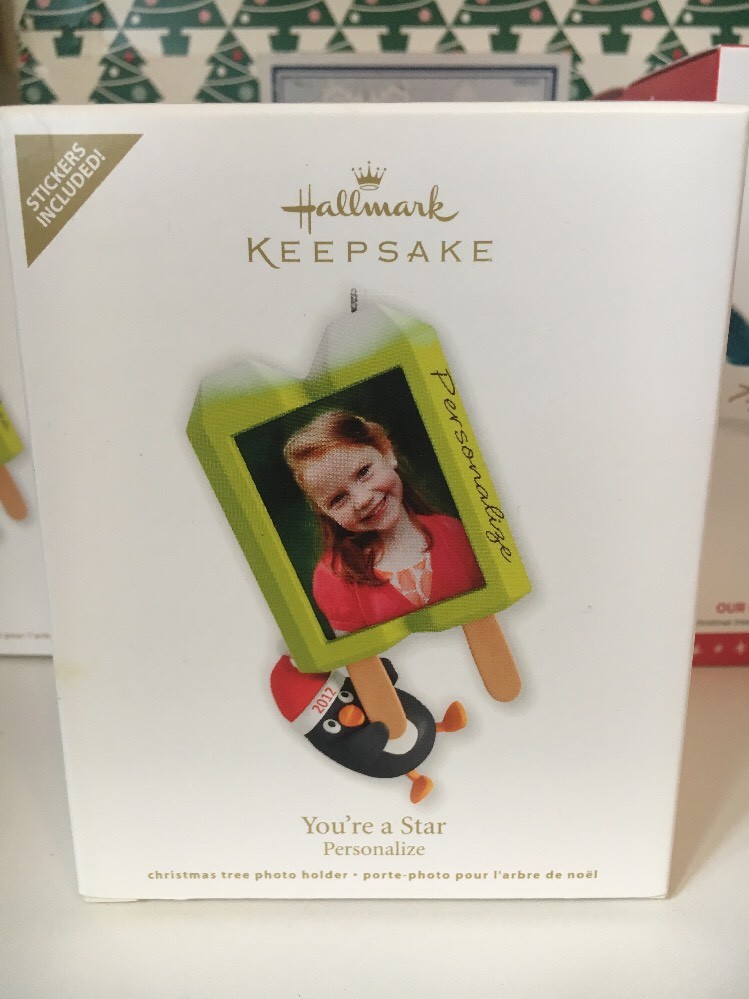 STICKERS
INCLUDED!
Hallmark
KEEPSAKE
Personalize
2012
You're a Star
Personalize
christmas tree photo holder • porte-photo pour l'arbre de noël
OUR